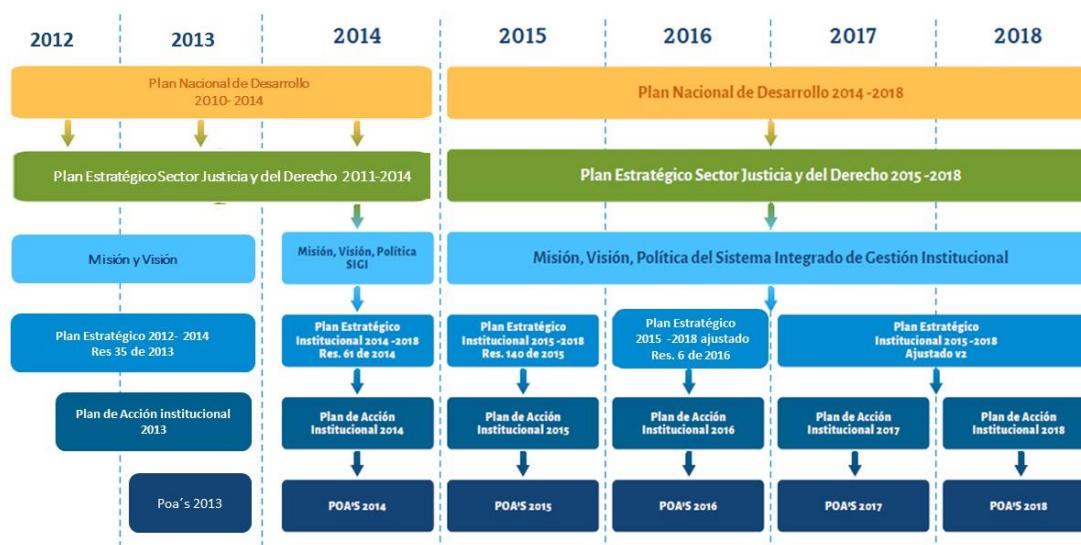 2012
2013
2014
2015
2016
2017
2018
Plan Nacional de Desarrollo
2010- 2014
Plan Nacional de Desarrollo 2014 -2018
Plan Estratégico Sector Justicia y del Derecho 2011-2014
Plan Estratégico Sector Justicia y del Derecho 2015 -2018
Misión y Visión
Misión, Visión, Política
SIGI
Misión, Visión, Política del Sistema Integrado de Gestión Institucional
Plan Estratégico 2012- 2014
Res 35 de 2013
Plan Estratégico
Institucional 2014 -2018
Res. 61 de 2014
Plan Estratégico
Institucional 2015 -2018
Res. 140 de 2015
Plan Estratégico
2015 -2018 ajustado
Res. 6 de 2016
Plan Estratégico
Institucional 2015 -2018
Ajustado v2
Plan de Acción institucional
2013
Plan de Acción
Institucional 2014
Plan de Acción
Institucional 2015
Plan de Acción
Institucional 2016
Plan de Acción
Institucional 2017
Plan de Acción
Institucional 2018
Poa´s 2013
POA'S 2014
POA'S 2015
POA'S 2016
POA'S 2017
POA'S 2018